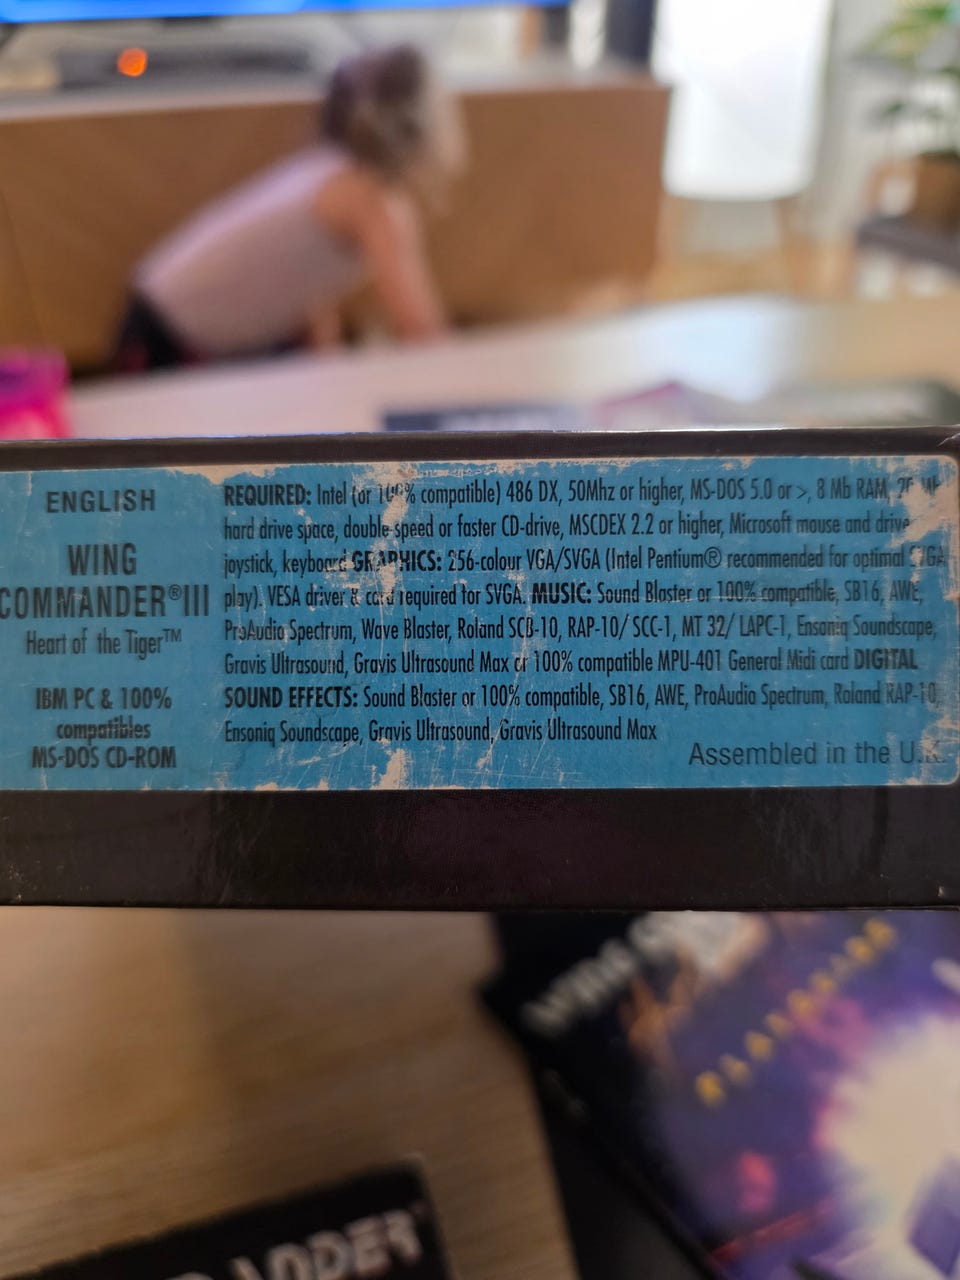 ENGLISH
WING
COMMANDER®III
Heart of the Tiger™
IBM PC & 100%
compatibles
MS-DOS CD-ROM
REQUIRED: Intel (or 100% compatible) 486 DX, 50Mhz or higher, MS-DOS 5.0 or >, 8 Mb RAM,
hard drive space, double speed or faster CD-drive, MSCDEX 2.2 or higher, Microsoft mouse and drive
joystick, keyboard GRAPHICS: 256-colour VGA/SVGA (Intel Pentium® recommended for optimal SVGA
play). VESA driver & card required for SVGA. MUSIC: Sound Blaster or 100% compatible, SB16, AWE,
ProAudio Spectrum, Wave Blaster, Roland SCB-10, RAP-10/ SCC-1, MT 32/ LAPC-1, Ensoniq Soundscape,
Gravis Ultrasound, Gravis Ultrasound Max or 100% compatible MPU-401 General Midi card DIGITAL
SOUND EFFECTS: Sound Blaster or 100% compatible, SB16, AWE, ProAudio Spectrum, Roland RAP-10,
Ensoniq Soundscape, Gravis Ultrasound, Gravis Ultrasound Max
Assembled in the U.K.